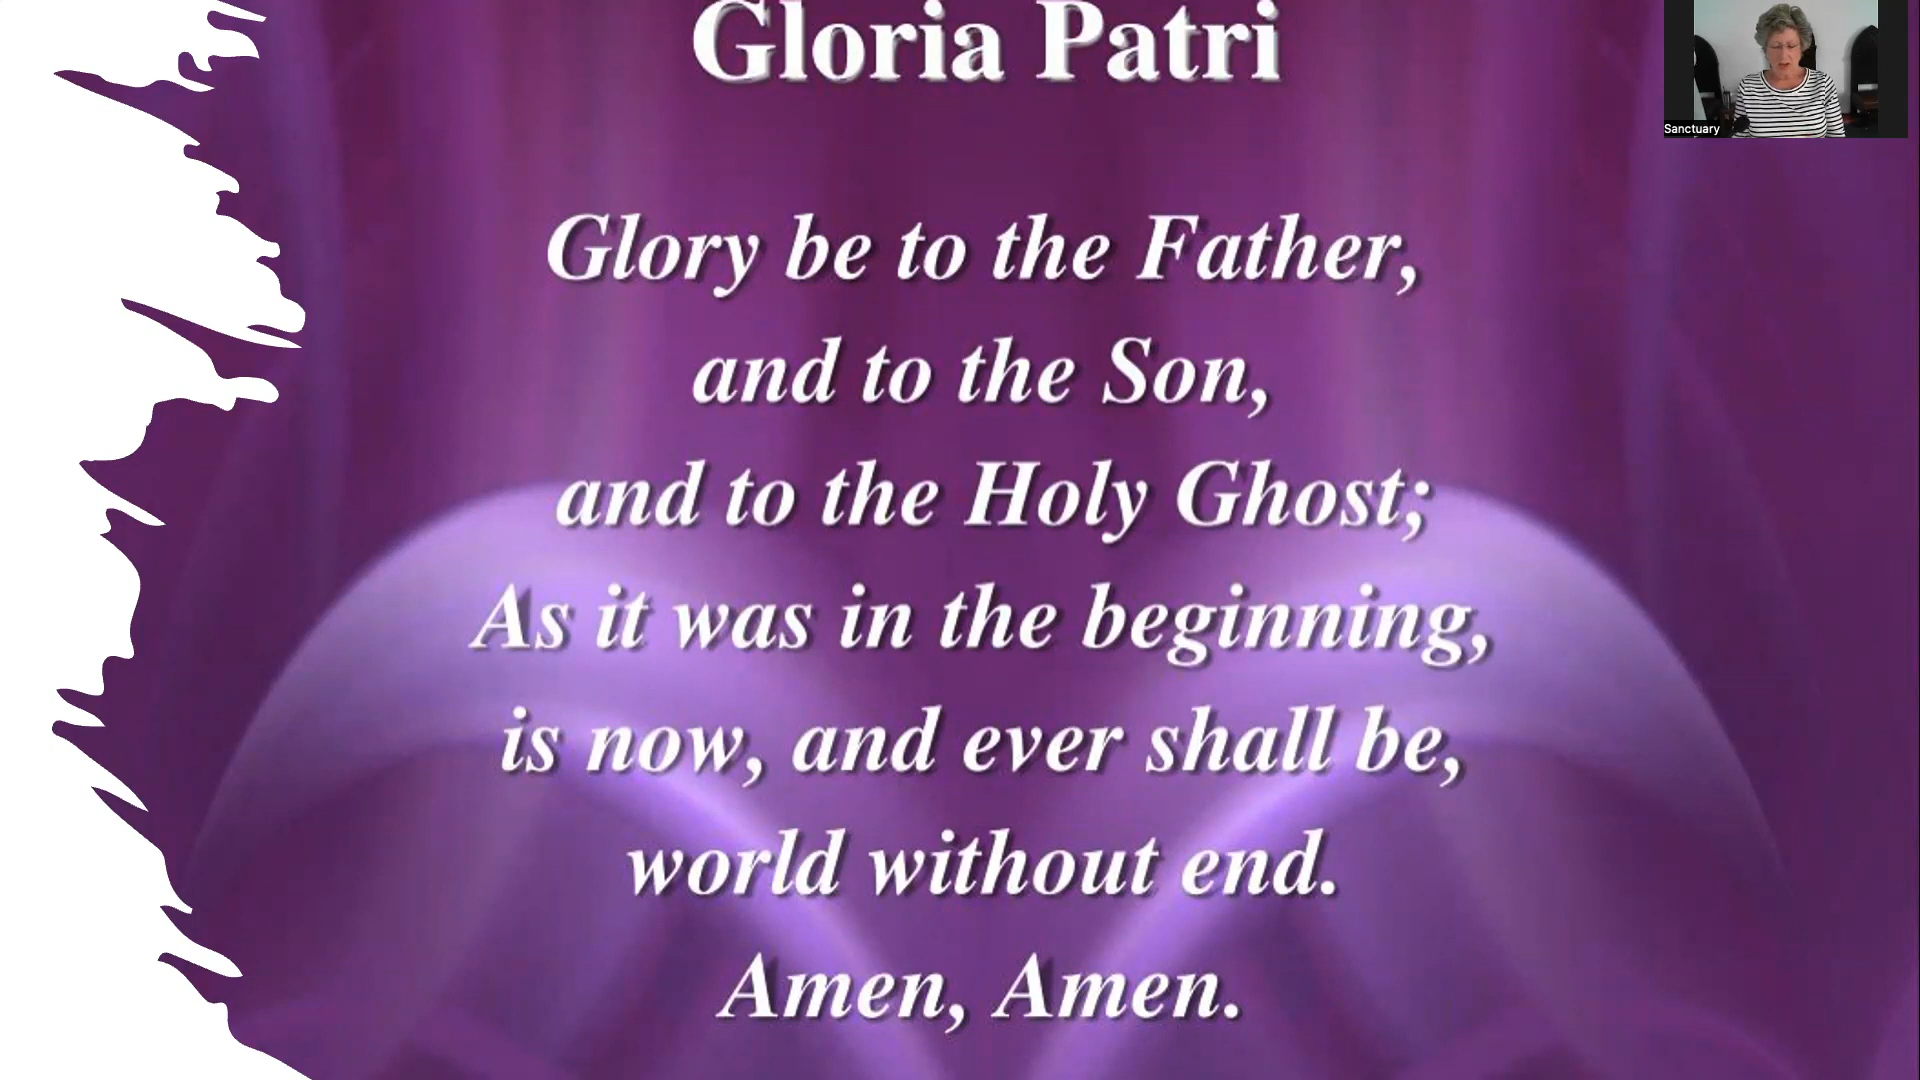 Gloria Patri
Sanctuary
Glory be to the Father,
and to the Son,
and to the Holy Ghost;
As it was in the beginning,
is now, and ever shall be,
world without end.
Amen, Amen.